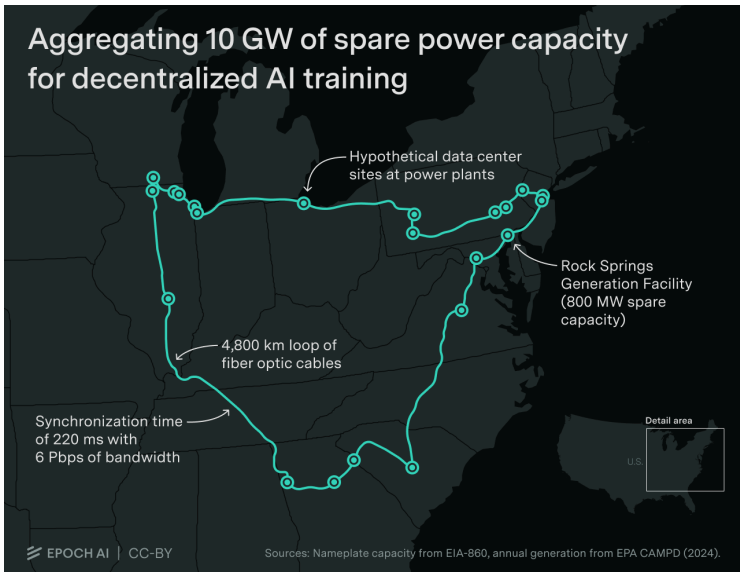 Aggregating 10 GW of spare power capacity
for decentralized AI training
Hypothetical data center
sites at power plants
Rock Springs
Generation Facility
(800 MW spare
capacity)
4,800 km loop of
fiber optic cables
Synchronization time
of 220 ms with
6 Pbps of bandwidth
Detail area
U.S.
EPOCH AI | CC-BY
Sources: Nameplate capacity from EIA-860, annual generation from EPA CAMPD (2024).